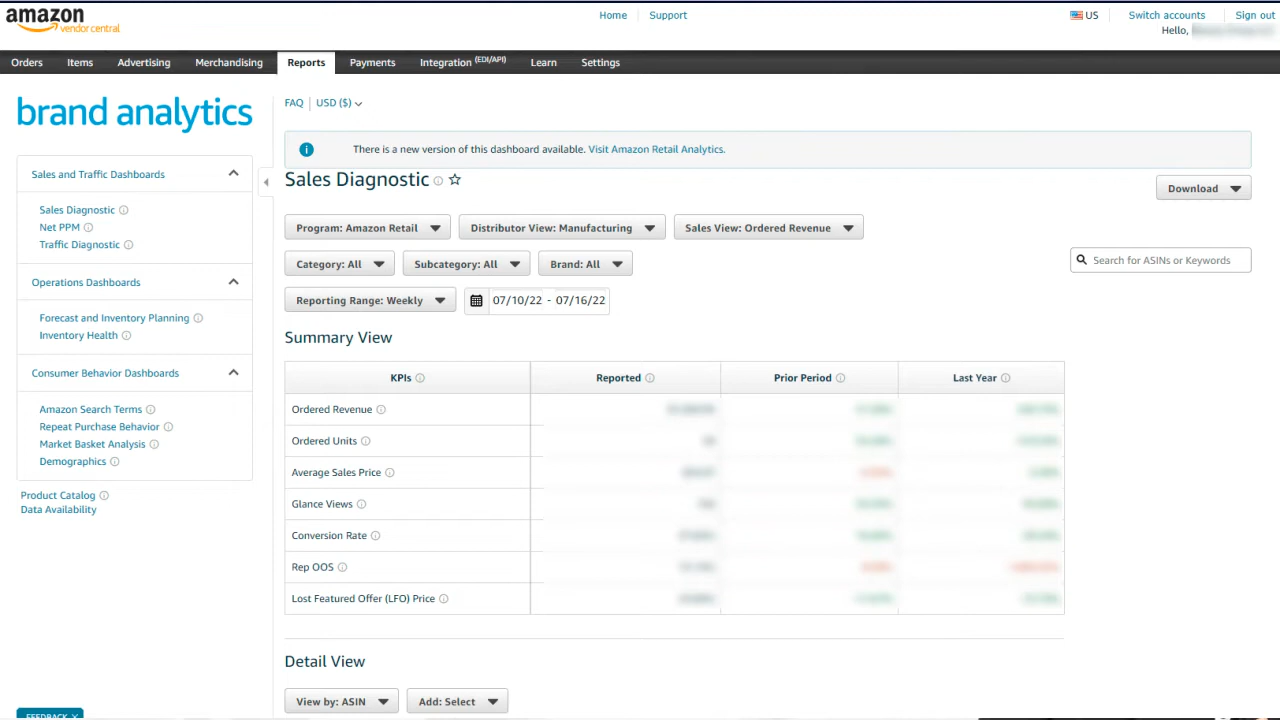 amazon
vendor central
Home
Support
US
Switch accounts
Sign out
Hello,
Orders
Items
Advertising
Merchandising
Reports
Payments
Integration (EDI/API)
Learn
Settings
brand analytics
FAQ
USD ($)
There is a new version of this dashboard available. Visit Amazon Retail Analytics.
Sales and Traffic Dashboards
Sales Diagnostic
Net PPM
Traffic Diagnostic
Operations Dashboards
Forecast and Inventory Planning
Inventory Health
Consumer Behavior Dashboards
Amazon Search Terms
Repeat Purchase Behavior
Market Basket Analysis
Demographics
Product Catalog
Data Availability
FEEDBACK X
Sales Diagnostic
Download
Program: Amazon Retail
Distributor View: Manufacturing
Sales View: Ordered Revenue
Category: All
Subcategory: All
Brand: All
Search for ASINs or Keywords
Reporting Range: Weekly
07/10/22 - 07/16/22
Summary View
KPIs
Reported
Prior Period
Last Year
Ordered Revenue
Ordered Units
Average Sales Price
Glance Views
Conversion Rate
Rep OOS
Lost Featured Offer (LFO) Price
Detail View
View by: ASIN
Add: Select